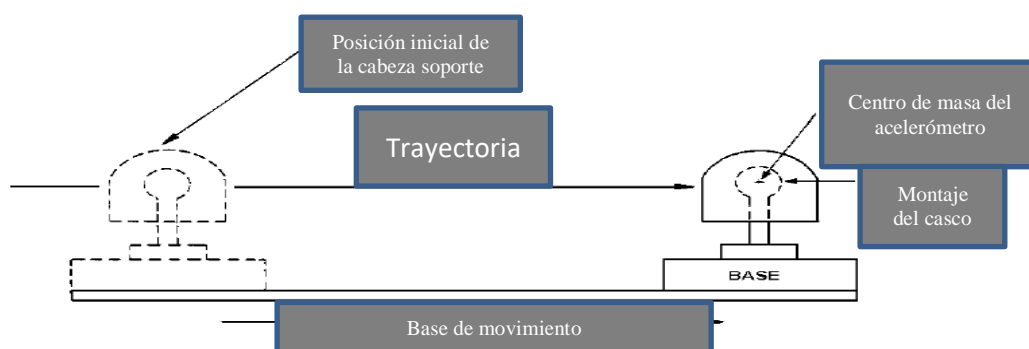 Posición inicial de
la cabeza soporte
Centro de masa del
acelerómetro
Trayectoria
Montaje
del casco
BASE
Base de movimiento